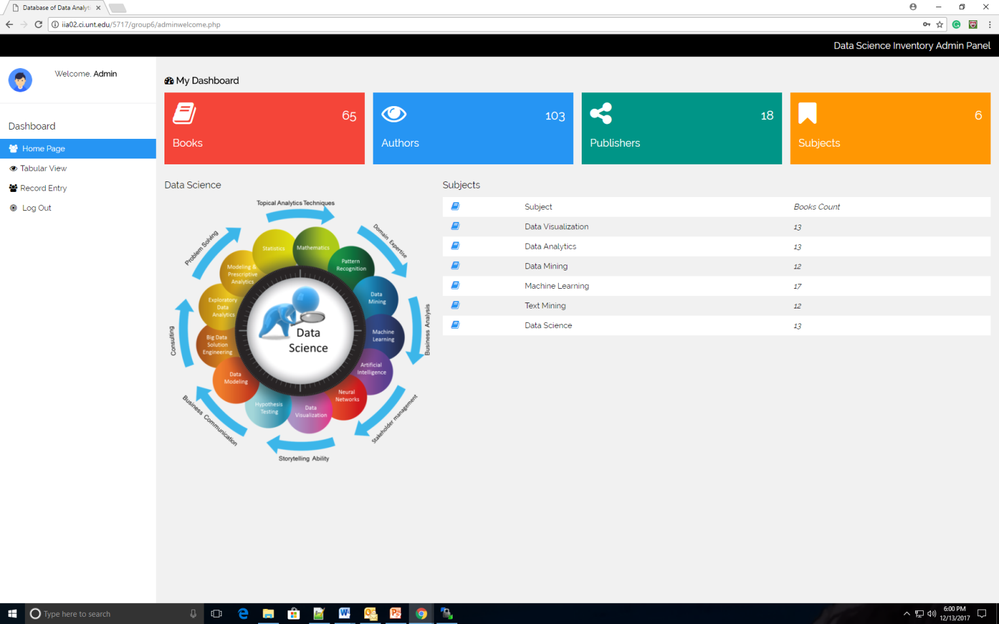 Database of Data Analyti
iia02.ci.unt.edu/5717/group6/adminwelcome.php
Data Science Inventory Admin Panel
Welcome, Admin
Dashboard
Home Page
Tabular View
Record Entry
Log Out
My Dashboard
65
Books
103
Authors
18
Publishers
6
Subjects
Data Science
Topical Analytics Techniques
Domain Expertise
Business Analysis
Stakeholder management
Storytelling Ability
Business Communication
Consulting
Problem Solving
Statistics
Mathematics
Pattern
Recognition
Data
Mining
Machine
Learning
Artificial
Intelligence
Neural
Networks
Data
Visualization
Hypothesis
Testing
Data
Modeling
Big Data
Solution
Engineering
Exploratory
Data
Analytics
Modeling &
Prescriptive
Analytics
Data
Science
Subjects
Subject Books Count
Data Visualization 13
Data Analytics 13
Data Mining 12
Machine Learning 17
Text Mining 12
Data Science 13
Type here to search
6:00 PM
12/13/2017